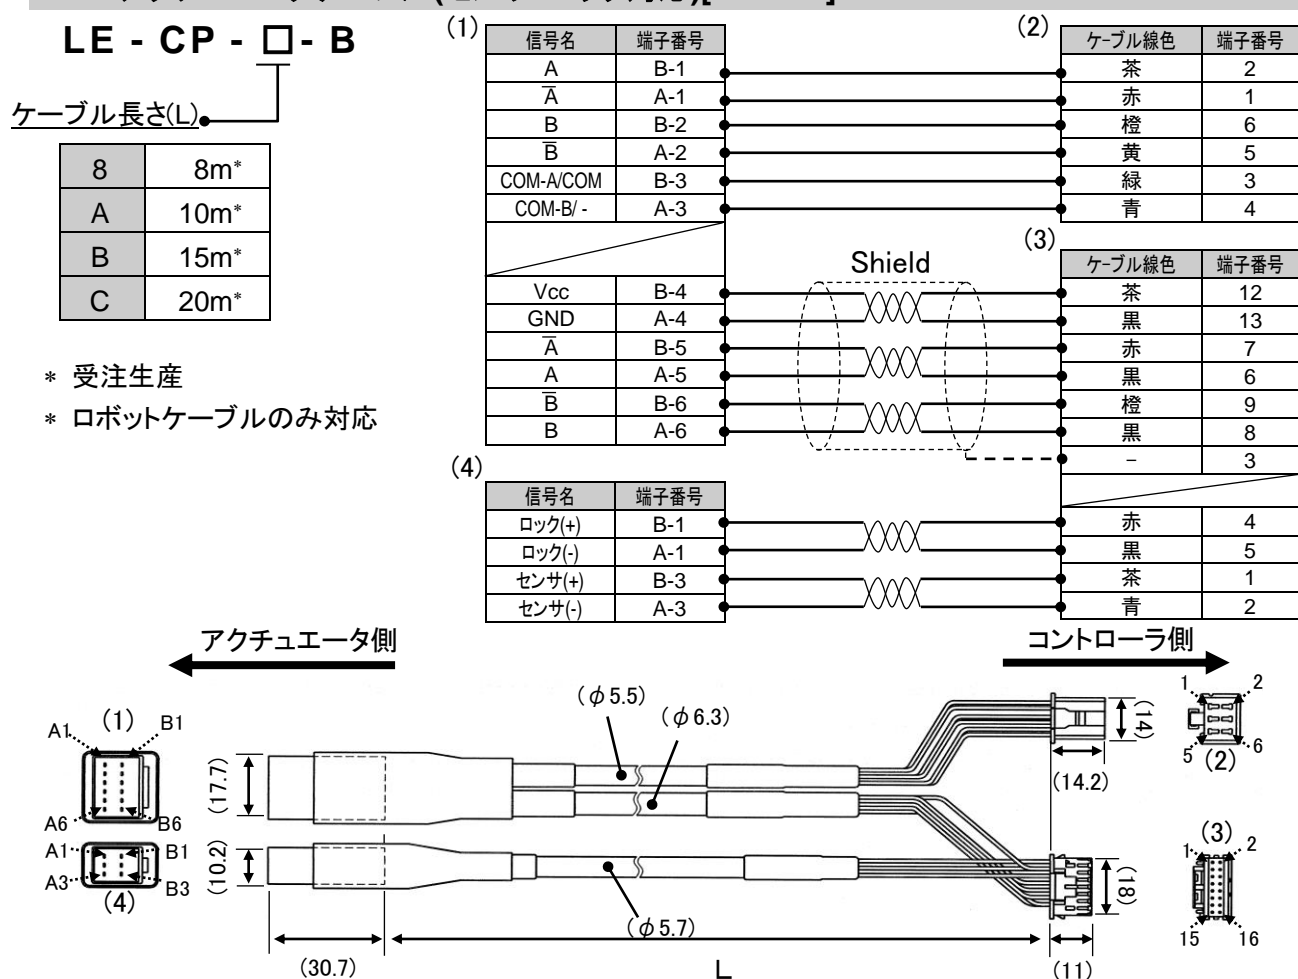 LE - CP - □ - B
ケーブル長さ(L)
8 8m*
A 10m*
B 15m*
C 20m*
* 受注生産
* ロボットケーブルのみ対応
(1)
信号名 端子番号
A B-1
A̅ A-1
B B-2
B̅ A-2
COM-A/COM B-3
COM-B/ - A-3
Vcc B-4
GND A-4
A̅ B-5
A A-5
B̅ B-6
B A-6
Shield
(2)
ケーブル線色 端子番号
茶 2
赤 1
橙 6
黄 5
緑 3
青 4
(3)
ケーブル線色 端子番号
茶 12
黒 13
赤 7
黒 6
橙 9
黒 8
− 3
赤 4
黒 5
茶 1
青 2
(4)
信号名 端子番号
ロック(+) B-1
ロック(-) A-1
センサ(+) B-3
センサ(-) A-3
アクチュエータ側
コントローラ側
A1 (1) B1
A6 B6
A1 B1
A3 B3
(4)
(17.7)
(10.2)
(30.7)
(φ5.5)
(φ6.3)
(φ5.7)
L
(14)
(14.2)
(18)
(11)
1 2
5 (2) 6
(3)
1 2
15 16